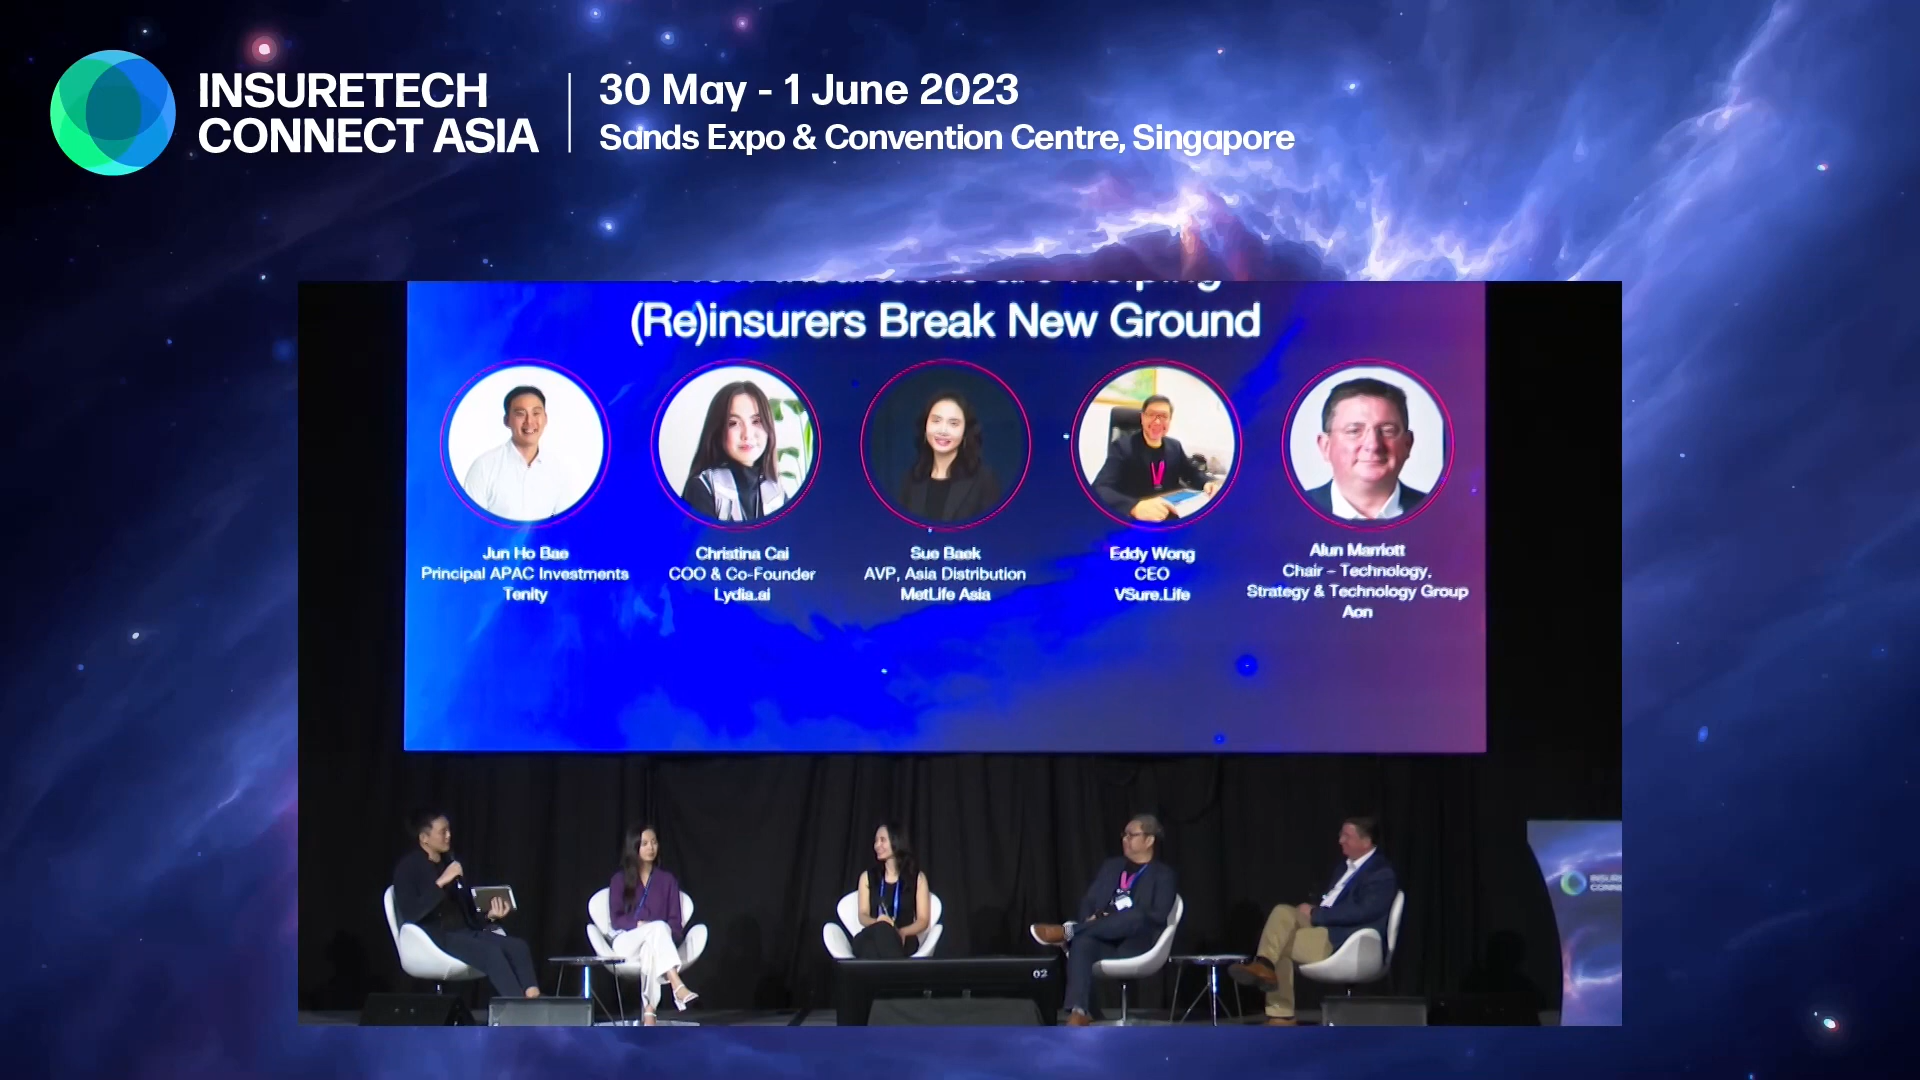 INSURETECH
CONNECT ASIA
30 May - 1 June 2023
Sands Expo & Convention Centre, Singapore
(Re)insurers Break New Ground
Jun Ho Bae
Principal APAC Investments
Tenity
Christina Cai
COO & Co-Founder
Lydia.ai
Sue Baek
AVP, Asia Distribution
MetLife Asia
Eddy Wong
CEO
VSure.Life
Alun Marriott
Chair – Technology,
Strategy & Technology Group
Aon
02